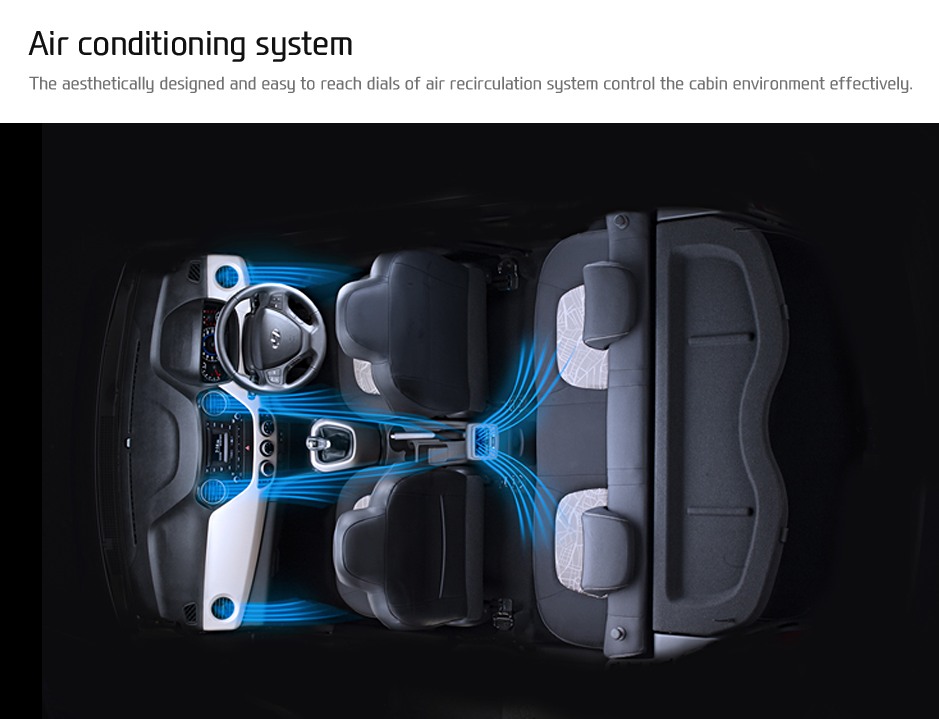 Air conditioning system
The aesthetically designed and easy to reach dials of air recirculation system control the cabin environment effectively.